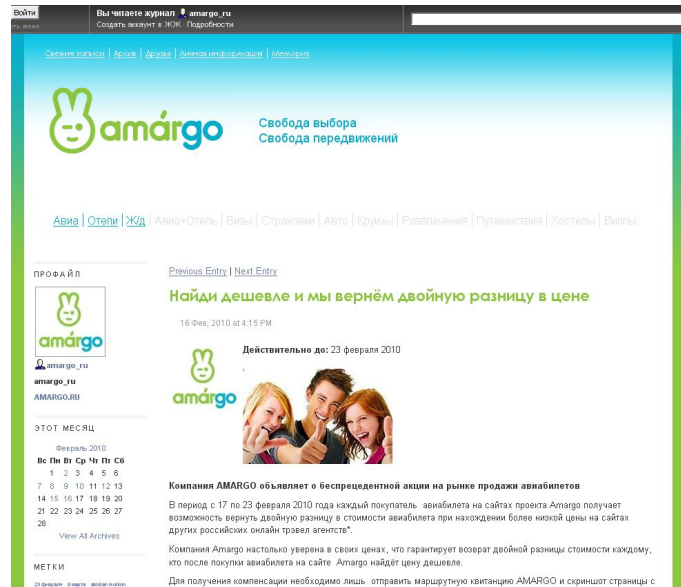 Войти
Вы читаете журнал amargo_ru
Создать аккаунт в ЖЖ Подробности
Свежие записи | Архив | Друзья | Личная информация | Мемориз
amárgo
Свобода выбора
Свобода передвижений
Авиа | Отели | Ж/д | Авиа+Отель | Визы | Страховки | Авто | Круизы | Развлечения | Путешествия | Хостелы | Виллы
ПРОФАЙЛ
amárgo
amargo_ru
amargo_ru
AMARGO.RU
ЭТОТ МЕСЯЦ
Февраль 2010
Вс Пн Вт Ср Чт Пт Сб
1 2 3 4 5 6
7 8 9 10 11 12 13
14 15 16 17 18 19 20
21 22 23 24 25 26 27
28
View All Archives
МЕТКИ
23 февраля 8 марта
Previous Entry | Next Entry
Найди дешевле и мы вернём двойную разницу в цене
16 Фев, 2010 at 4:15 PM
amárgo
Действительно до: 23 февраля 2010
Компания AMARGO объявляет о беспрецедентной акции на рынке продажи авиабилетов
В период с 17 по 23 февраля 2010 года каждый покупатель авиабилета на сайтах проекта Amargo получает
возможность вернуть двойную разницу в стоимости авиабилета при нахождении более низкой цены на сайтах
других российских онлайн трэвел агентств*.
Компания Amargo настолько уверена в своих ценах, что гарантирует возврат двойной разницы стоимости каждому,
кто после покупки авиабилета на сайте Amargo найдёт цену дешевле.
Для получения компенсации необходимо лишь отправить маршрутную квитанцию AMARGO и скриншот страницы с